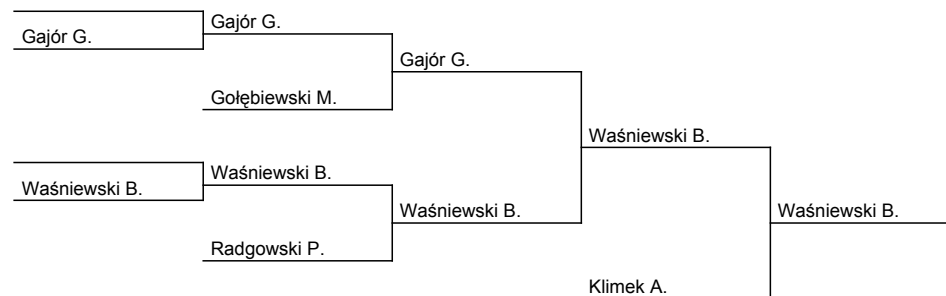 Gajór G.
Gajór G.
Gajór G.
Gołębiewski M.
Waśniewski B.
Waśniewski B.
Waśniewski B.
Waśniewski B.
Waśniewski B.
Radgowski P.
Klimek A.